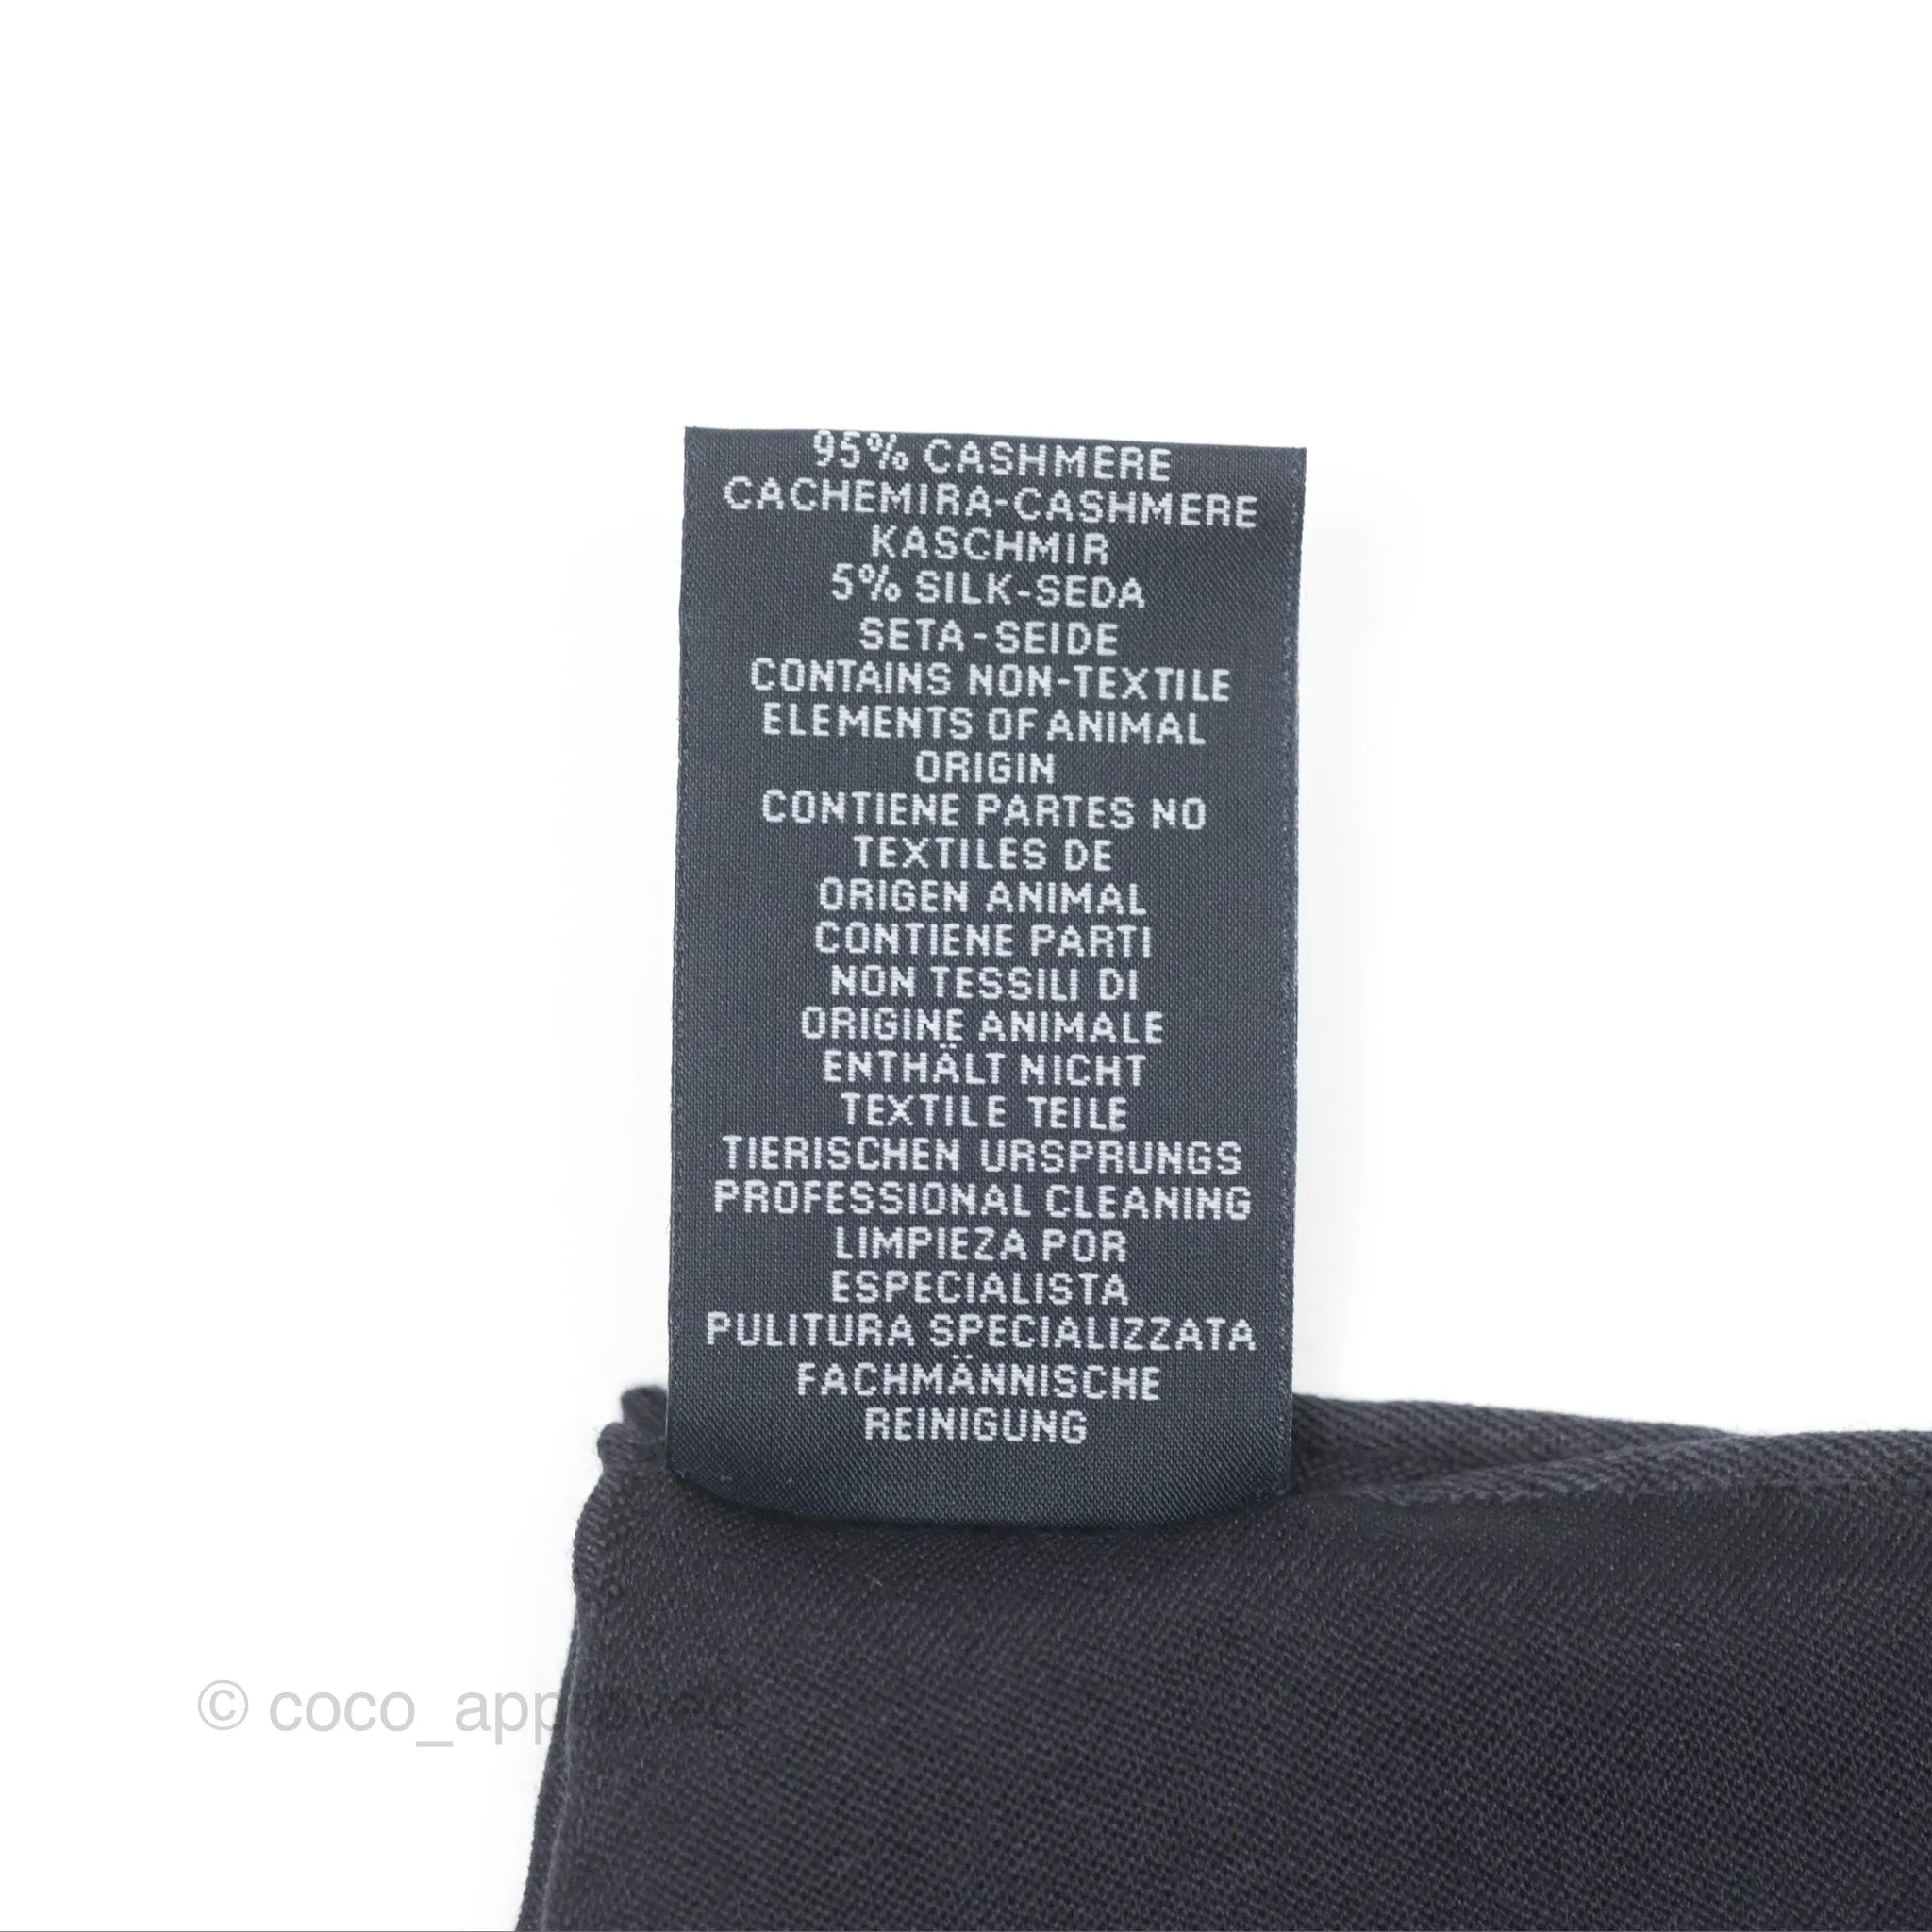 95% CASHMERE
CACHEMIRA-CASHMERE
KASCHMIR
5% SILK-SEDA
SETA-SEIDE
CONTAINS NON-TEXTILE
ELEMENTS OF ANIMAL
ORIGIN
CONTIENE PARTES NO
TEXTILES DE
ORIGEN ANIMAL
CONTIENE PARTI
NON TESSILI DI
ORIGINE ANIMALE
ENTHÄLT NICHT
TEXTILE TEILE
TIERISCHEN URSPRUNGS
PROFESSIONAL CLEANING
LIMPIEZA POR
ESPECIALISTA
PULITURA SPECIALIZZATA
FACHMÄNNISCHE
REINIGUNG
©